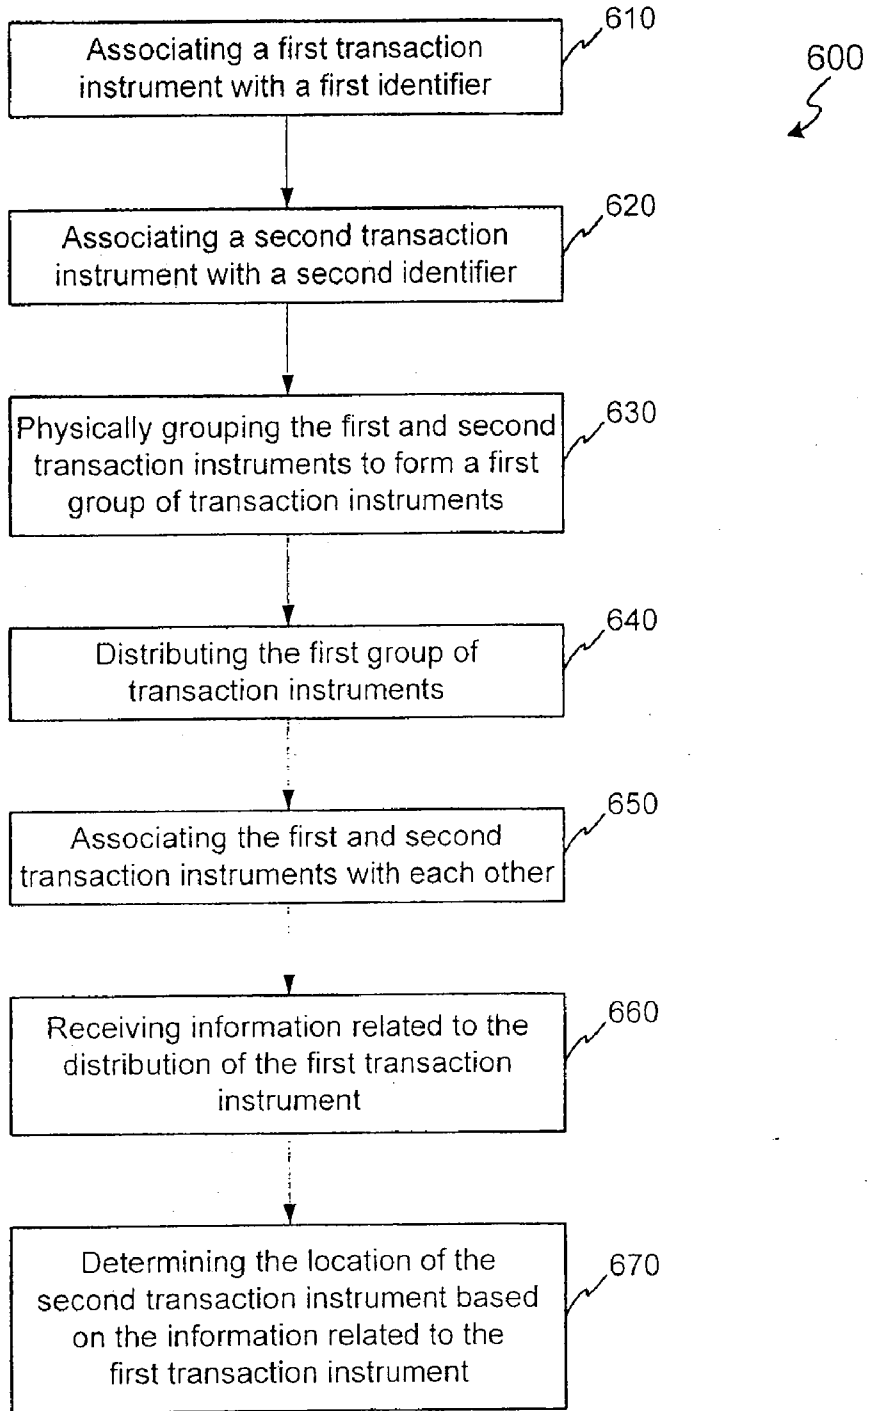 610
Associating a first transaction
instrument with a first identifier
600
620
Associating a second transaction
instrument with a second identifier
630
Physically grouping the first and second
transaction instruments to form a first
group of transaction instruments
640
Distributing the first group of
transaction instruments
650
Associating the first and second
transaction instruments with each other
660
Receiving information related to the
distribution of the first transaction
instrument
670
Determining the location of the
second transaction instrument based
on the information related to the
first transaction instrument